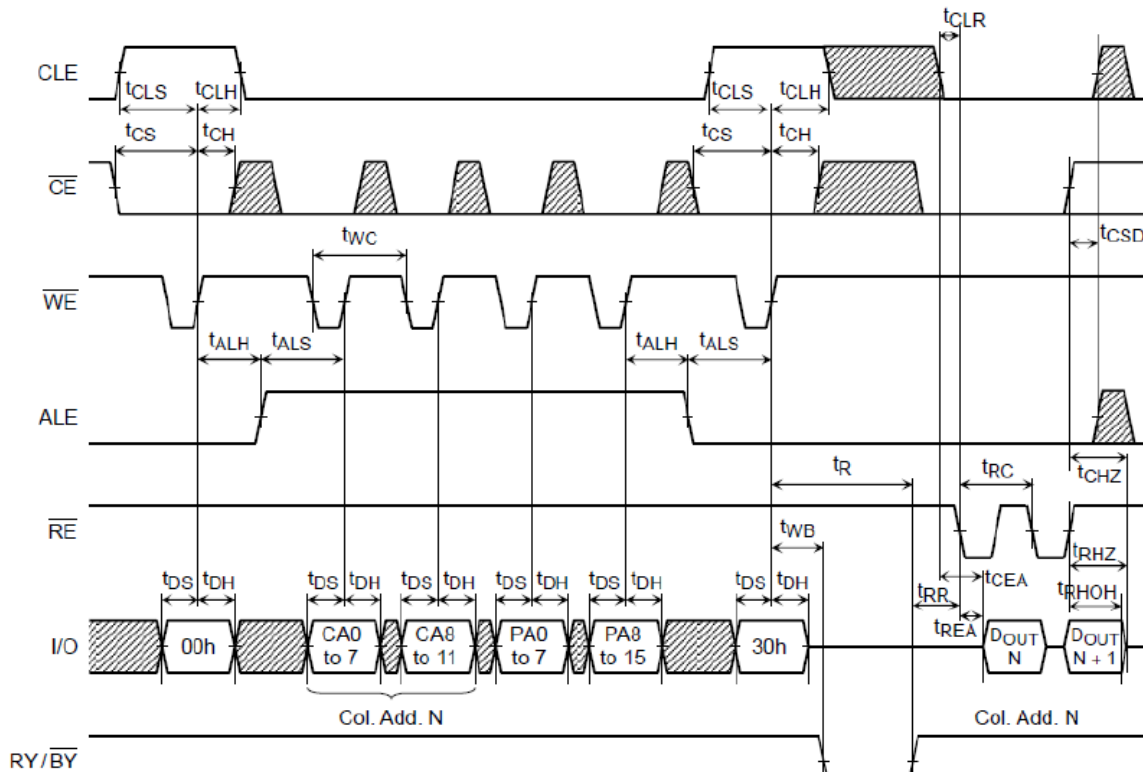 tCLR
CLE
tCLS tCLH tCLS tCLH
tCS tCH tCS tCH
CE
tCSD
tWC
WE
tALH tALS tALH tALS
ALE
tR tRC tCHZ
RE
tWB tRHZ
tDS tDH tDS tDH tDS tDH tDS tDH tDS tDH tDS tDH tCEA
tRR tRHOH
tREA
I/O 00h CA0 to 7 CA8 to 11 PA0 to 7 PA8 to 15 30h DOUT N DOUT N + 1
Col. Add. N Col. Add. N
RY/BY